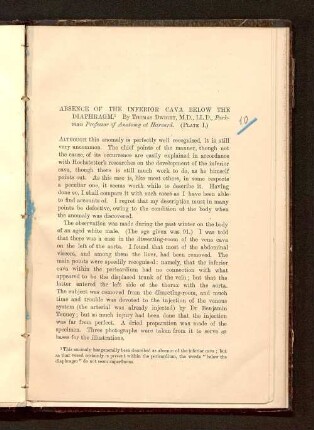 ABSENCE OF THE INFERIOR CAVA BELOW THE
DIAPHRAGM.¹ By THOMAS DWIGHT, M.D., LL.D., Park-
man Professor of Anatomy at Harvard. (PLATE I.)
10
ALTHOUGH this anomaly is perfectly well recognised, it is still
very uncommon. The chief points of the manner, though not
the cause, of its occurrence are easily explained in accordance
with Hochstetter's researches on the development of the inferior
cava, though there is still much work to do, as he himself
points out. As this case is, like most others, in some respects
a peculiar one, it seems worth while to describe it. Having
done so, I shall compare it with such cases as I have been able
to find accounts of. I regret that my description must in many
points be defective, owing to the condition of the body when
the anomaly was discovered.
The observation was made during the past winter on the body
of an aged white male. (The age given was 91.) I was told
that there was a case in the dissecting-room of the vena cava
on the left of the aorta. I found that most of the abdominal
viscera, and among them the liver, had been removed. The
main points were speedily recognised: namely, that the inferior
cava within the pericardium had no connection with what
appeared to be the displaced trunk of the vein; but that the
latter entered the left side of the thorax with the aorta.
The subject was removed from the dissecting-room, and much
time and trouble was devoted to the injection of the venous
system (the arterial was already injected) by Dr Benjamin
Tenney; but so much injury had been done that the injection
was far from perfect. A dried preparation was made of the
specimen. Three photographs were taken from it to serve as
bases for the illustrations.
¹ This anomaly has generally been described as absence of the inferior cava; but
as that vessel certainly is present within the pericardium, the words "below the
diaphragm" do not seem superfluous.